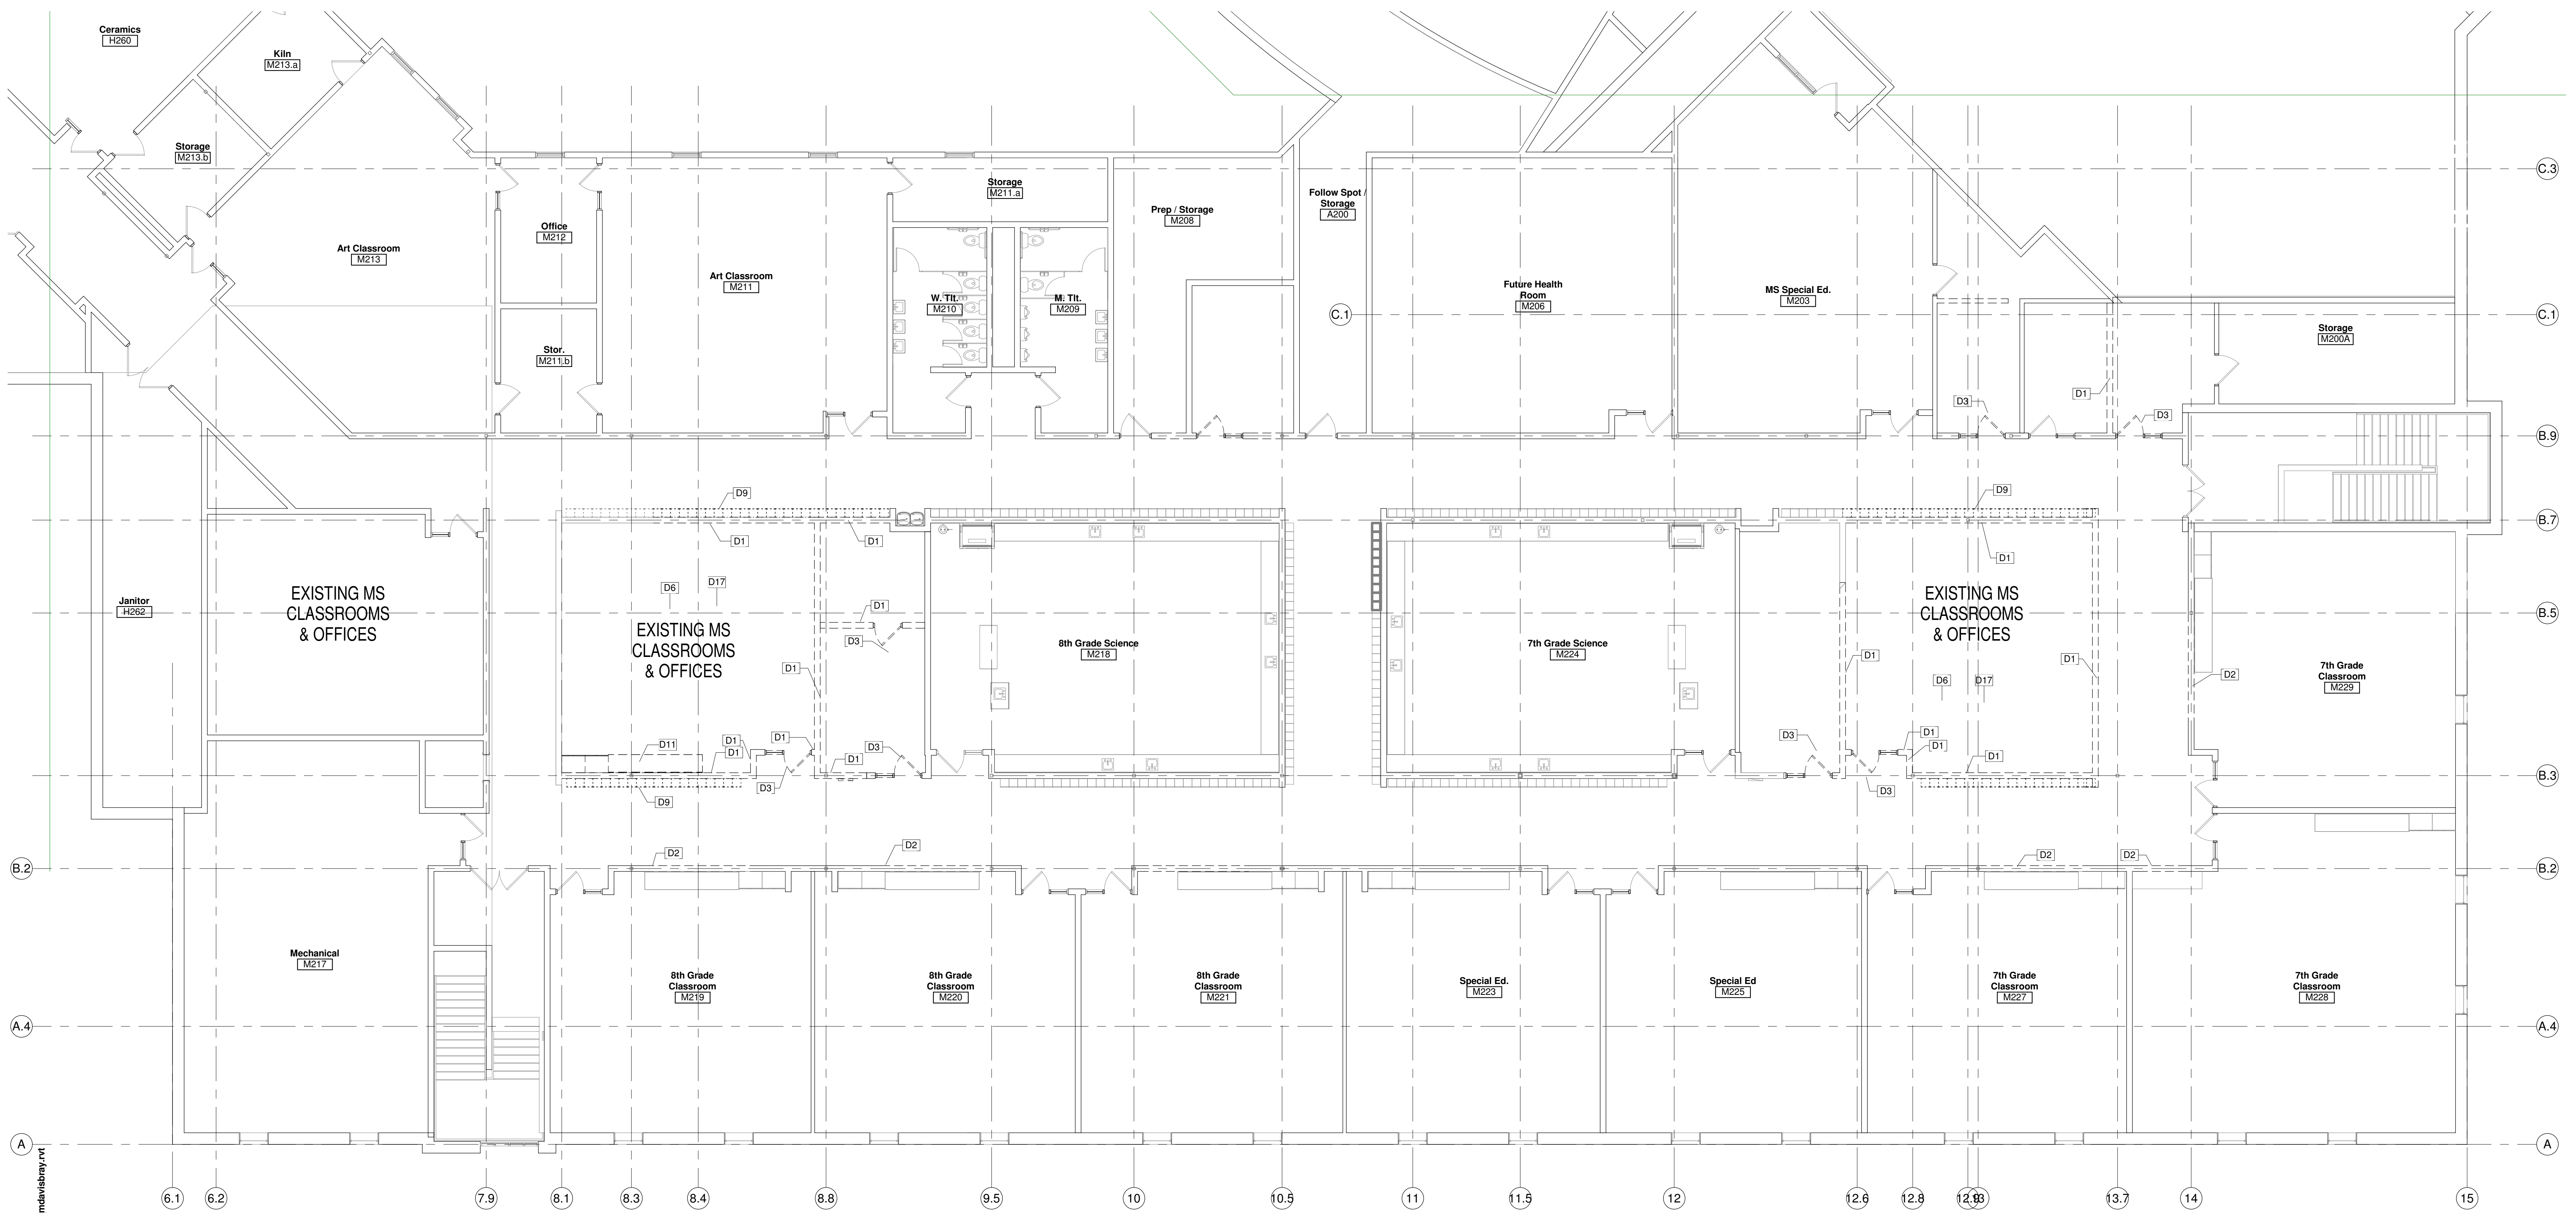 Ceramics
H260
Kiln
M213.a
Storage
M213.b
C.3
Storage
M211.a
Follow Spot /
Storage
A200
Prep / Storage
M208
Office
M212
Art Classroom
M213
Art Classroom
M211
Future Health
Room
M206
MS Special Ed.
M203
W. Tlt.
M210
M. Tlt.
M209
C.1
C.1
Storage
M200A
Stor.
M211.b
D1
D3
D3
B.9
D9
D9
B.7
D1
D1
D1
D6
D17
EXISTING MS
CLASSROOMS
& OFFICES
Janitor
H262
D1
EXISTING MS
CLASSROOMS
& OFFICES
B.5
EXISTING MS
CLASSROOMS
& OFFICES
D3
8th Grade Science
M218
7th Grade Science
M224
D1
D1
D1
D6
D17
D2
7th Grade
Classroom
M229
D11
D1
D1
D1
D3
D1
D3
D9
D3
D1
D1
D1
D3
B.3
D2
D2
D2
D2
B.2
B.2
Mechanical
M217
8th Grade
Classroom
M219
8th Grade
Classroom
M220
8th Grade
Classroom
M221
Special Ed.
M223
Special Ed
M225
7th Grade
Classroom
M227
7th Grade
Classroom
M228
A.4
A.4
A
A
mdavisbray.rvt
6.1
6.2
7.9
8.1
8.3
8.4
8.8
9.5
10
10.5
11
11.5
12
12.6
12.8
12.9
13
13.7
14
15